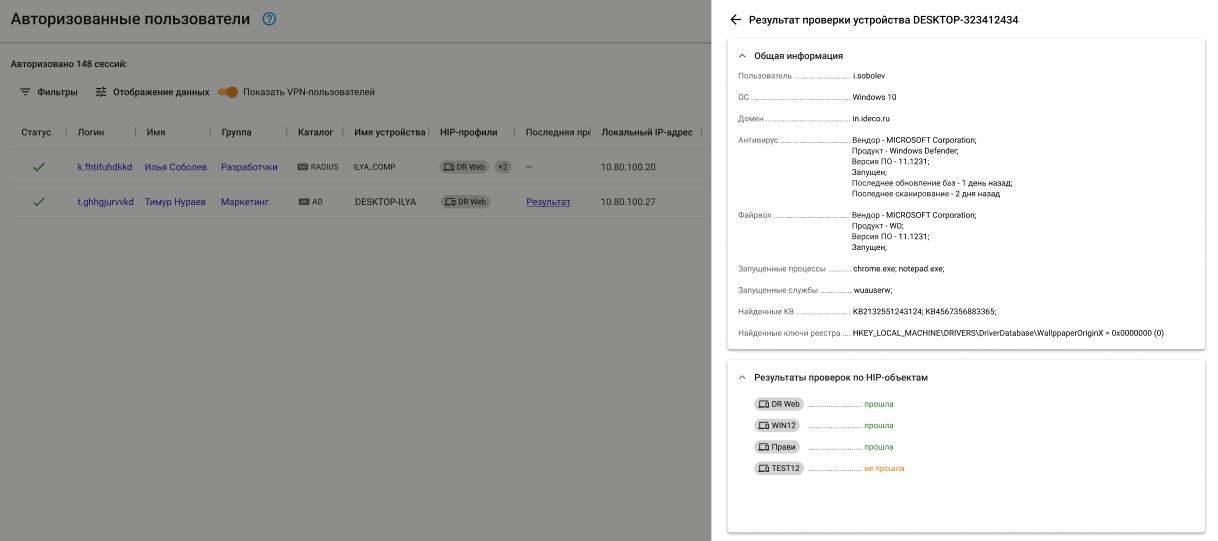 Авторизованные пользователи
Авторизовано 148 сессий:
Фильтры Отображение данных Показать VPN-пользователей
Статус Логин Имя Группа Каталог Имя устройства HIP-профили Последняя пр Локальный IP-адрес
k.fhtifuhdkkd Илья Соболев Разработчки RADIUS ILYA_COMP DR Web +2 — 10.80.100.20
t.ghhgjurvvkd Тимур Нураев Маркетинг AD DESKTOP-ILYA DR Web Результат 10.80.100.27
Результат проверки устройства DESKTOP-323412434
Общая информация
Пользователь ........................... i.sobolev
ОС ............................................... Windows 10
Домен ........................................ in.ideco.ru
Антивирус .................................. Вендор - MICROSOFT Corporation;
Продукт - Windows Defender;
Версия ПО - 11.1231;
Запущен;
Последнее обновление баз - 1 день назад;
Последнее сканирование - 2 дня назад
Файрвол ..................................... Вендор - MICROSOFT Corporation;
Продукт - WD;
Версия ПО - 11.1231;
Запущен;
Запущенные процессы ........... chrome.exe; notepad.exe;
Запущенные службы ............... wuauserw;
Найденные КВ .......................... KB2132551243124; KB4567356883365;
Найденные ключи реестра .... HKEY_LOCAL_MACHINE\DRIVERS\DriverDatabase\WallppaperOriginX = 0x0000000 (0)
Результаты проверок по HIP-объектам
DR Web .......................... прошла
WIN12 .......................... прошла
Прави .......................... прошла
TEST12 .......................... не прошла